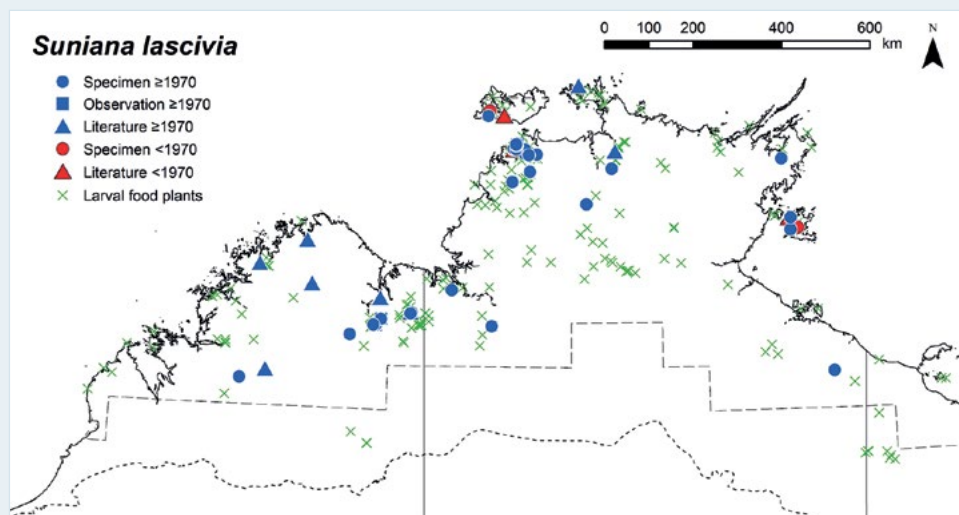 Suniana lascivia
Specimen ≥1970
Observation ≥1970
Literature ≥1970
Specimen <1970
Literature <1970
Larval food plants
0 100 200 400 600
km
N